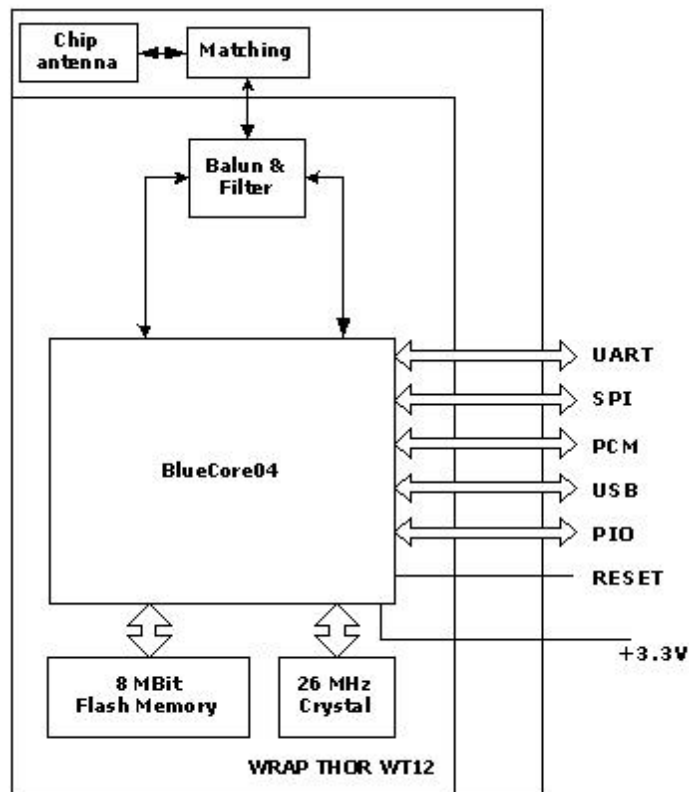 Chip
antenna
Matching
Balun &
Filter
UART
SPI
PCM
BlueCore04
USB
PIO
RESET
+3.3V
8 MBit
Flash Memory
26 MHz
Crystal
WRAP THOR WT12